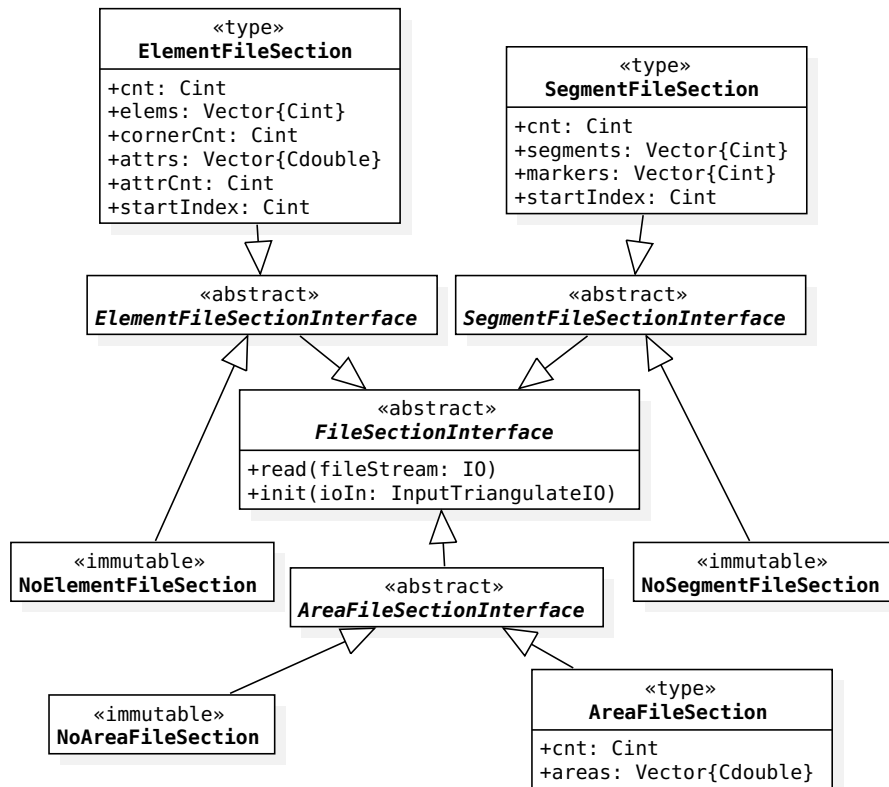 «type»
ElementFileSection
+cnt: Cint
+elems: Vector{Cint}
+cornerCnt: Cint
+attrs: Vector{Cdouble}
+attrCnt: Cint
+startIndex: Cint
«type»
SegmentFileSection
+cnt: Cint
+segments: Vector{Cint}
+markers: Vector{Cint}
+startIndex: Cint
«abstract»
ElementFileSectionInterface
«abstract»
SegmentFileSectionInterface
«abstract»
FileSectionInterface
+read(fileStream: IO)
+init(ioIn: InputTriangulateIO)
«immutable»
NoElementFileSection
«abstract»
AreaFileSectionInterface
«immutable»
NoSegmentFileSection
«immutable»
NoAreaFileSection
«type»
AreaFileSection
+cnt: Cint
+areas: Vector{Cdouble}